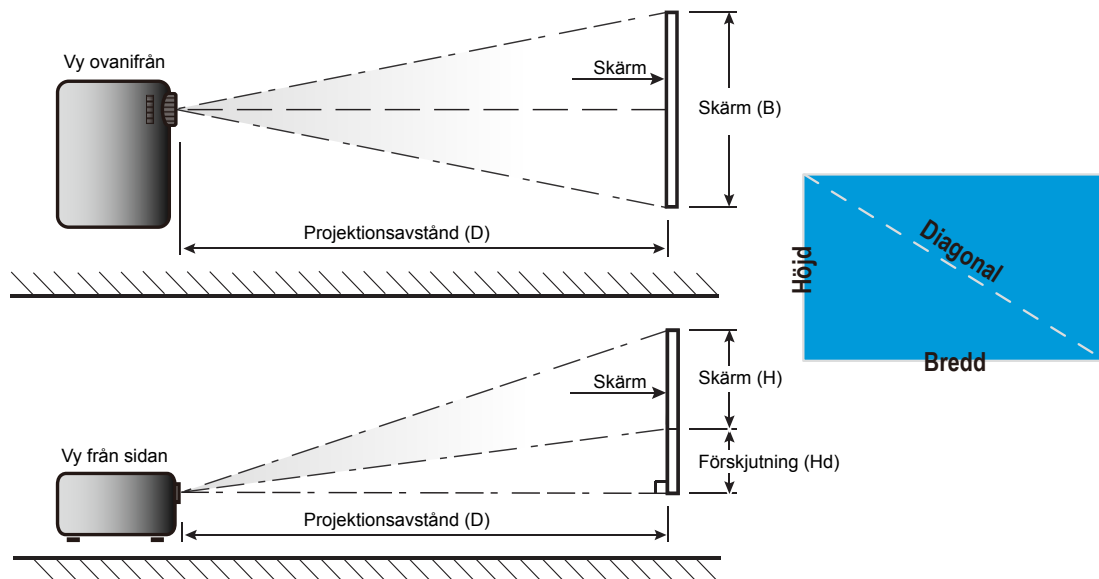 Vy ovanifrån
Skärm
Skärm (B)
Projektionsavstånd (D)
Höjd
Diagonal
Bredd
Skärm
Skärm (H)
Vy från sidan
Förskjutning (Hd)
Projektionsavstånd (D)